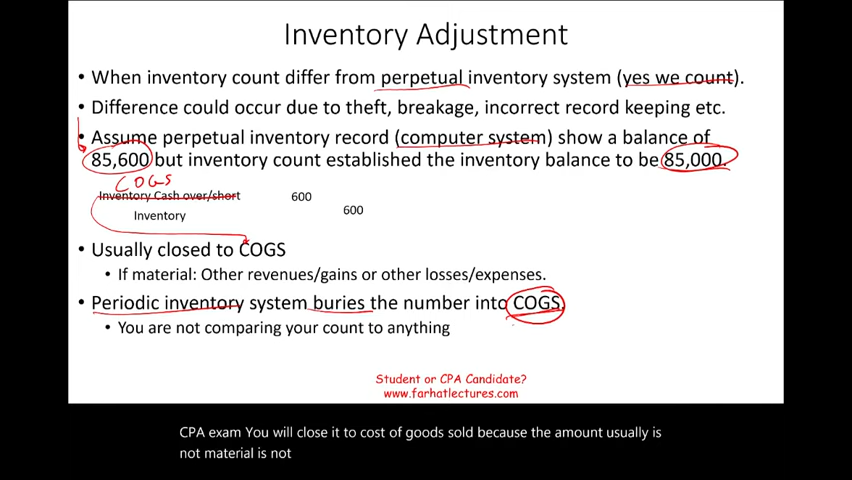 Inventory Adjustment
• When inventory count differ from perpetual inventory system (yes we count).
• Difference could occur due to theft, breakage, incorrect record keeping etc.
• Assume perpetual inventory record (computer system) show a balance of
85,600 but inventory count established the inventory balance to be 85,000.
COGS
Inventory Cash over/short 600
Inventory 600
• Usually closed to COGS
• If material: Other revenues/gains or other losses/expenses.
• Periodic inventory system buries the number into COGS.
• You are not comparing your count to anything
Student or CPA Candidate?
www.farhatlectures.com
CPA exam You will close it to cost of goods sold because the amount usually is
not material is not